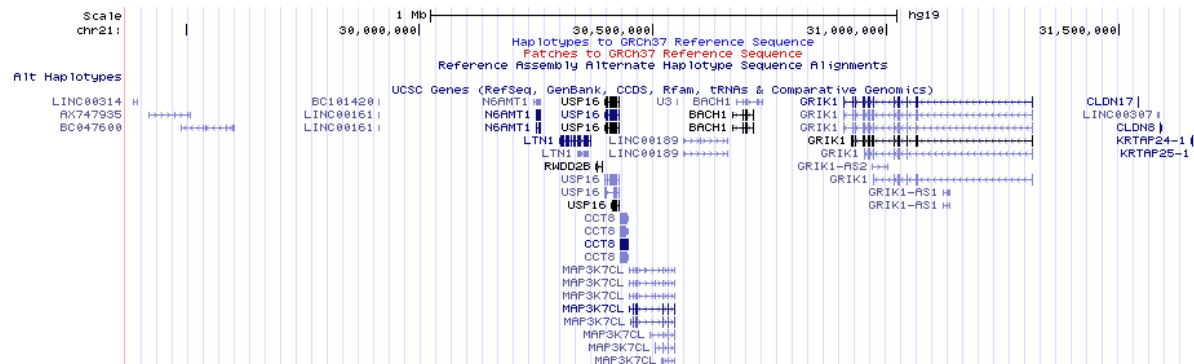 Scale 1 Mb hg19
chr21: 30,000,000 30,500,000 31,000,000 31,500,000
Haplotypes to GRCh37 Reference Sequence
Patches to GRCh37 Reference Sequence
Reference Assembly Alternate Haplotype Sequence Alignments
Alt Haplotypes
UCSC Genes (RefSeq, GenBank, CCDS, Rfam, tRNAs & Comparative Genomics)
LINC00314 BC101420 N6AMT1 USP16 U3 BACH1 GRIK1 CLDN17
AX747935 LINC00161 N6AMT1 USP16 BACH1 GRIK1 LINC00307
BC047600 LINC00161 N6AMT1 USP16 BACH1 GRIK1 CLDN8
LTN1 LINC00189 GRIK1 KRTAP24-1
LTN1 LINC00189 GRIK1 KRTAP25-1
RWDD2B GRIK1-AS2
USP16 GRIK1
USP16 GRIK1-AS1
USP16 GRIK1-AS1
CCT8
CCT8
CCT8
CCT8
MAP3K7CL
MAP3K7CL
MAP3K7CL
MAP3K7CL
MAP3K7CL
MAP3K7CL
MAP3K7CL
MAP3K7CL